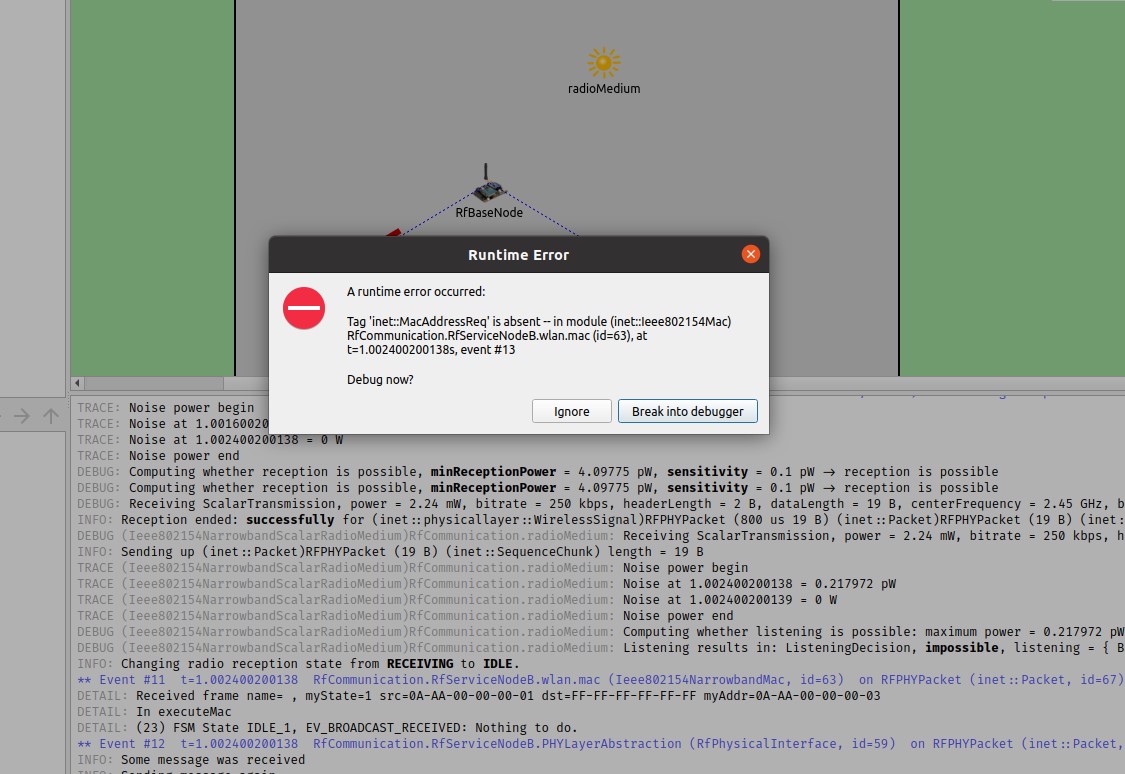 radioMedium
RfBaseNode
Runtime Error
A runtime error occurred:
Tag 'inet::MacAddressReq' is absent -- in module (inet::Ieee802154Mac)
RfCommunication.RfServiceNodeB.wlan.mac (id=63), at
t=1.002400200138s, event #13
Debug now?
Ignore
Break into debugger
TRACE: Noise power begin
TRACE: Noise at 1.00160020
TRACE: Noise at 1.002400200138 = 0 W
TRACE: Noise power end
DEBUG: Computing whether reception is possible, minReceptionPower = 4.09775 pW, sensitivity = 0.1 pW → reception is possible
DEBUG: Computing whether reception is possible, minReceptionPower = 4.09775 pW, sensitivity = 0.1 pW → reception is possible
DEBUG: Receiving ScalarTransmission, power = 2.24 mW, bitrate = 250 kbps, headerLength = 2 B, dataLength = 19 B, centerFrequency = 2.45 GHz, b
INFO: Reception ended: successfully for (inet::physicallayer::WirelessSignal)RFPHYPacket (800 us 19 B) (inet::Packet)RFPHYPacket (19 B) (inet:
DEBUG (Ieee802154NarrowbandScalarRadioMedium)RfCommunication.radioMedium: Receiving ScalarTransmission, power = 2.24 mW, bitrate = 250 kbps, h
INFO: Sending up (inet::Packet)RFPHYPacket (19 B) (inet::SequenceChunk) length = 19 B
TRACE (Ieee802154NarrowbandScalarRadioMedium)RfCommunication.radioMedium: Noise power begin
TRACE (Ieee802154NarrowbandScalarRadioMedium)RfCommunication.radioMedium: Noise at 1.002400200138 = 0.217972 pW
TRACE (Ieee802154NarrowbandScalarRadioMedium)RfCommunication.radioMedium: Noise at 1.002400200139 = 0 W
TRACE (Ieee802154NarrowbandScalarRadioMedium)RfCommunication.radioMedium: Noise power end
DEBUG (Ieee802154NarrowbandScalarRadioMedium)RfCommunication.radioMedium: Computing whether listening is possible: maximum power = 0.217972 pW
DEBUG (Ieee802154NarrowbandScalarRadioMedium)RfCommunication.radioMedium: Listening results in: ListeningDecision, impossible, listening = { B
INFO: Changing radio reception state from RECEIVING to IDLE.
** Event #11 t=1.002400200138 RfCommunication.RfServiceNodeB.wlan.mac (Ieee802154NarrowbandMac, id=63) on RFPHYPacket (inet::Packet, id=67)
DETAIL: Received frame name= , myState=1 src=0A-AA-00-00-00-01 dst=FF-FF-FF-FF-FF-FF myAddr=0A-AA-00-00-00-03
DETAIL: In executeMac
DETAIL: (23) FSM State IDLE_1, EV_BROADCAST_RECEIVED: Nothing to do.
** Event #12 t=1.002400200138 RfCommunication.RfServiceNodeB.PHYLayerAbstraction (RfPhysicalInterface, id=59) on RFPHYPacket (inet::Packet,
INFO: Some message was received
INFO: Sending message again